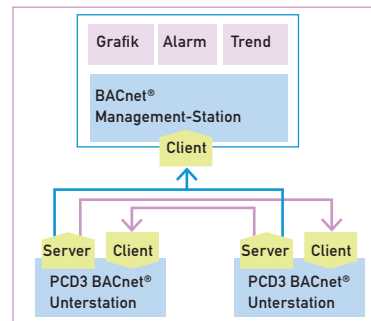 Grafik Alarm Trend
BACnet®
Management-Station
Client
Server Client Server Client
PCD3 BACnet® PCD3 BACnet®
Unterstation Unterstation